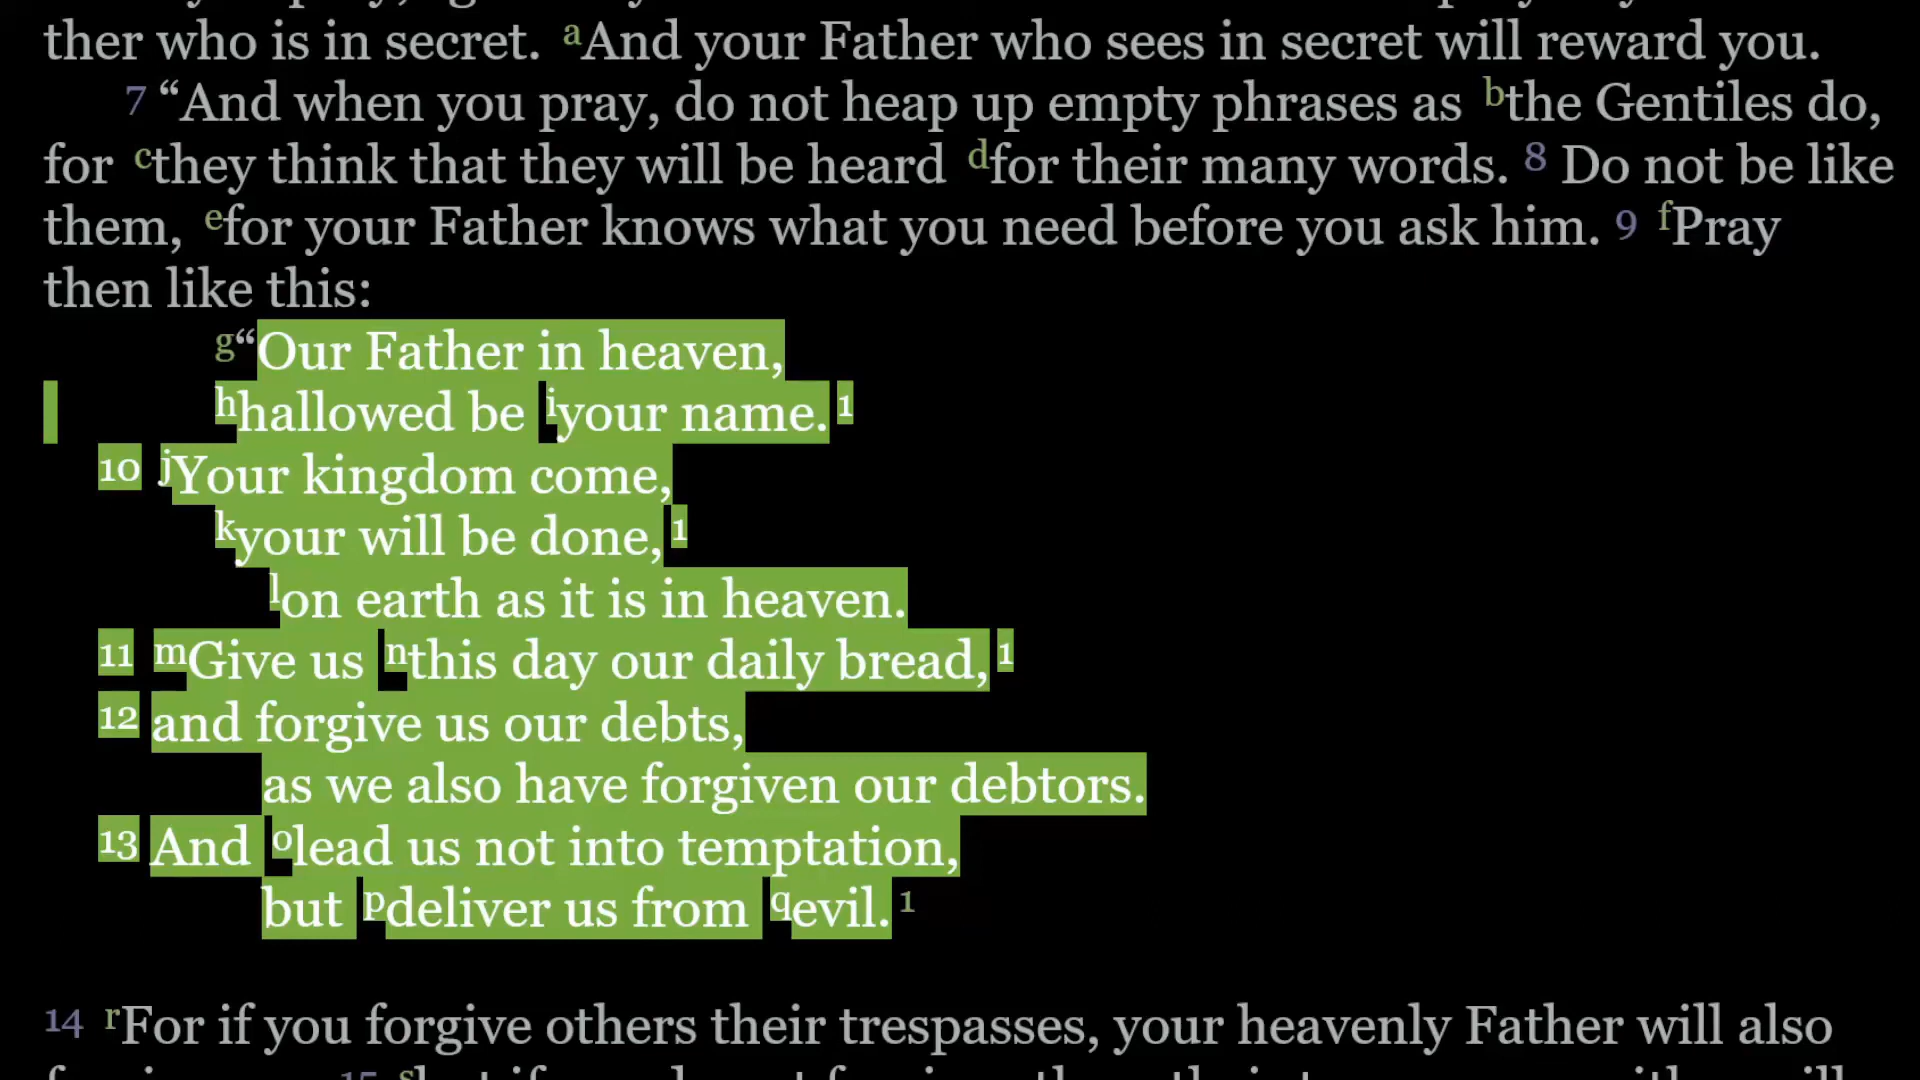 ther who is in secret. aAnd your Father who sees in secret will reward you.
7 “And when you pray, do not heap up empty phrases as bthe Gentiles do,
for cthey think that they will be heard dfor their many words. 8 Do not be like
them, efor your Father knows what you need before you ask him. 9 fPray
then like this:
g“Our Father in heaven,
hhallowed be iyour name.1
10 jYour kingdom come,
kyour will be done,1
lon earth as it is in heaven.
11 mGive us nthis day our daily bread,1
12 and forgive us our debts,
as we also have forgiven our debtors.
13 And olead us not into temptation,
but pdeliver us from qevil.1
14 rFor if you forgive others their trespasses, your heavenly Father will also